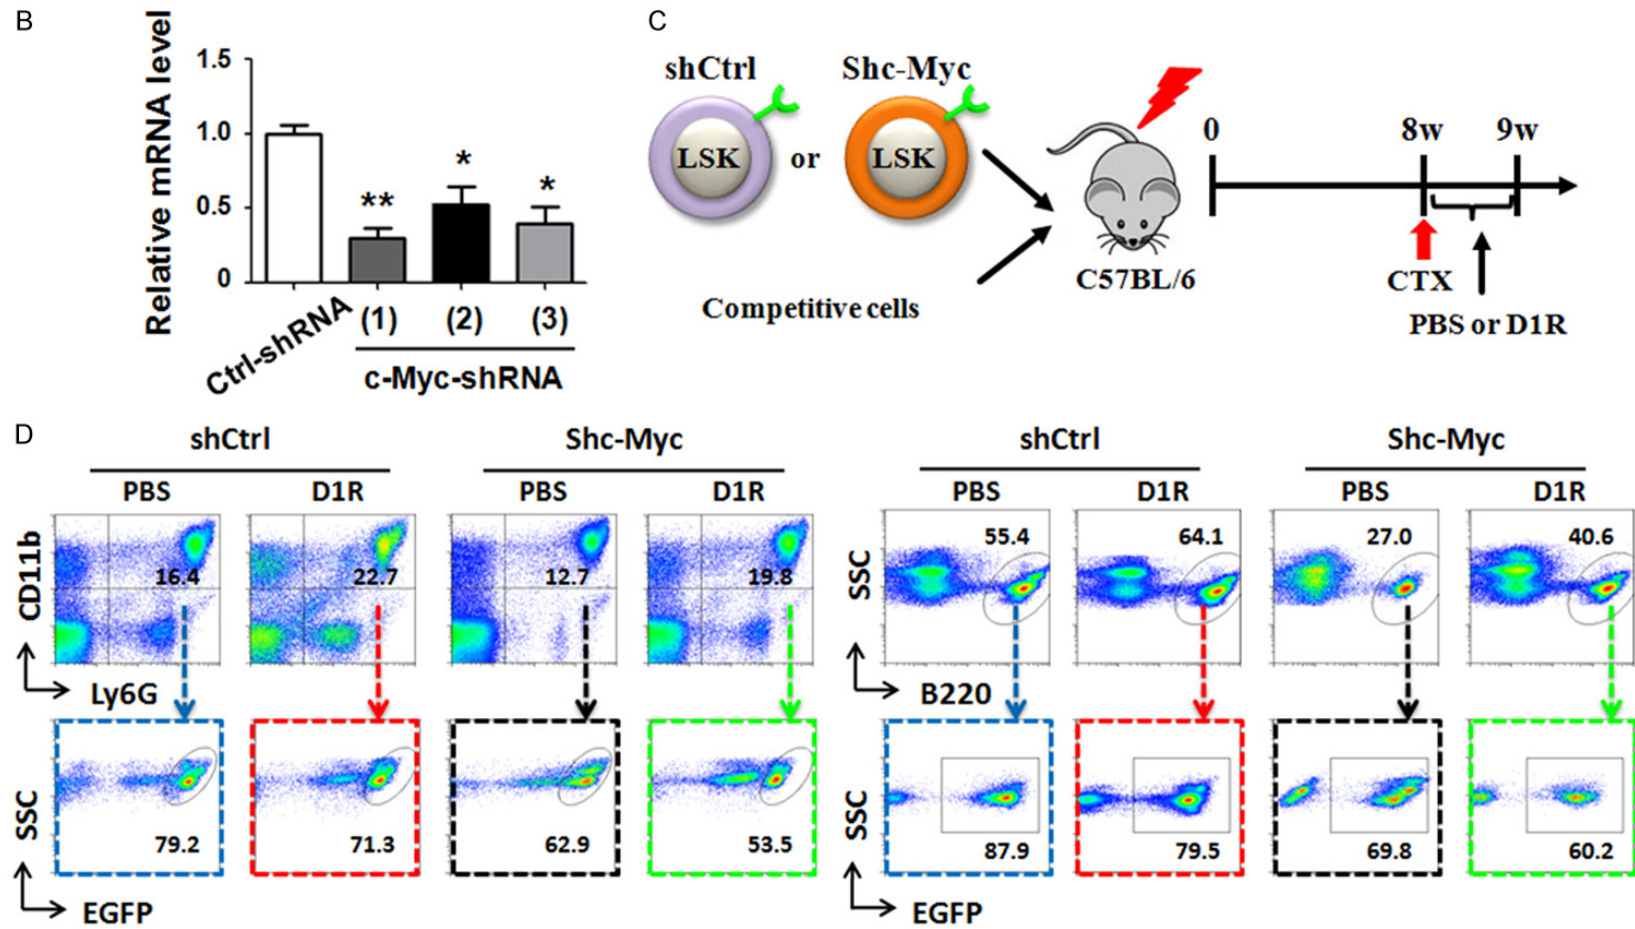 B
Relative mRNA level
1.5
1.0
0.5
0
**
*
*
Ctrl-shRNA
(1) (2) (3)
c-Myc-shRNA
C
shCtrl
Shc-Myc
LSK or LSK
Competitive cells
C57BL/6
0 8w 9w
CTX
PBS or D1R
D
shCtrl Shc-Myc
PBS D1R PBS D1R
CD11b
16.4 22.7 12.7 19.8
Ly6G
SSC
79.2 71.3 62.9 53.5
EGFP
shCtrl Shc-Myc
PBS D1R PBS D1R
SSC
55.4 64.1 27.0 40.6
B220
SSC
87.9 79.5 69.8 60.2
EGFP